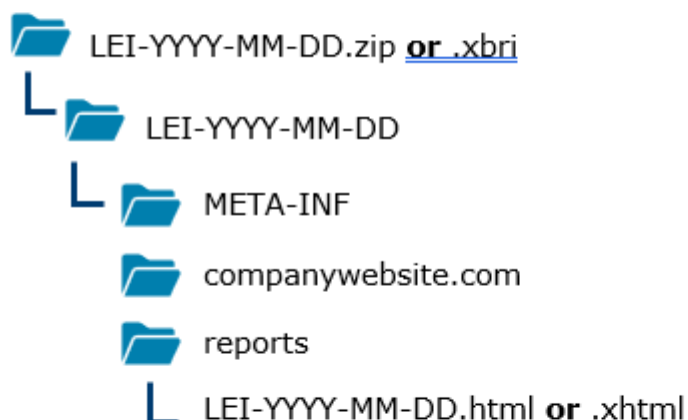 LEI-YYYY-MM-DD.zip or .xbri
LEI-YYYY-MM-DD
META-INF
companywebsite.com
reports
LEI-YYYY-MM-DD.html or .xhtml